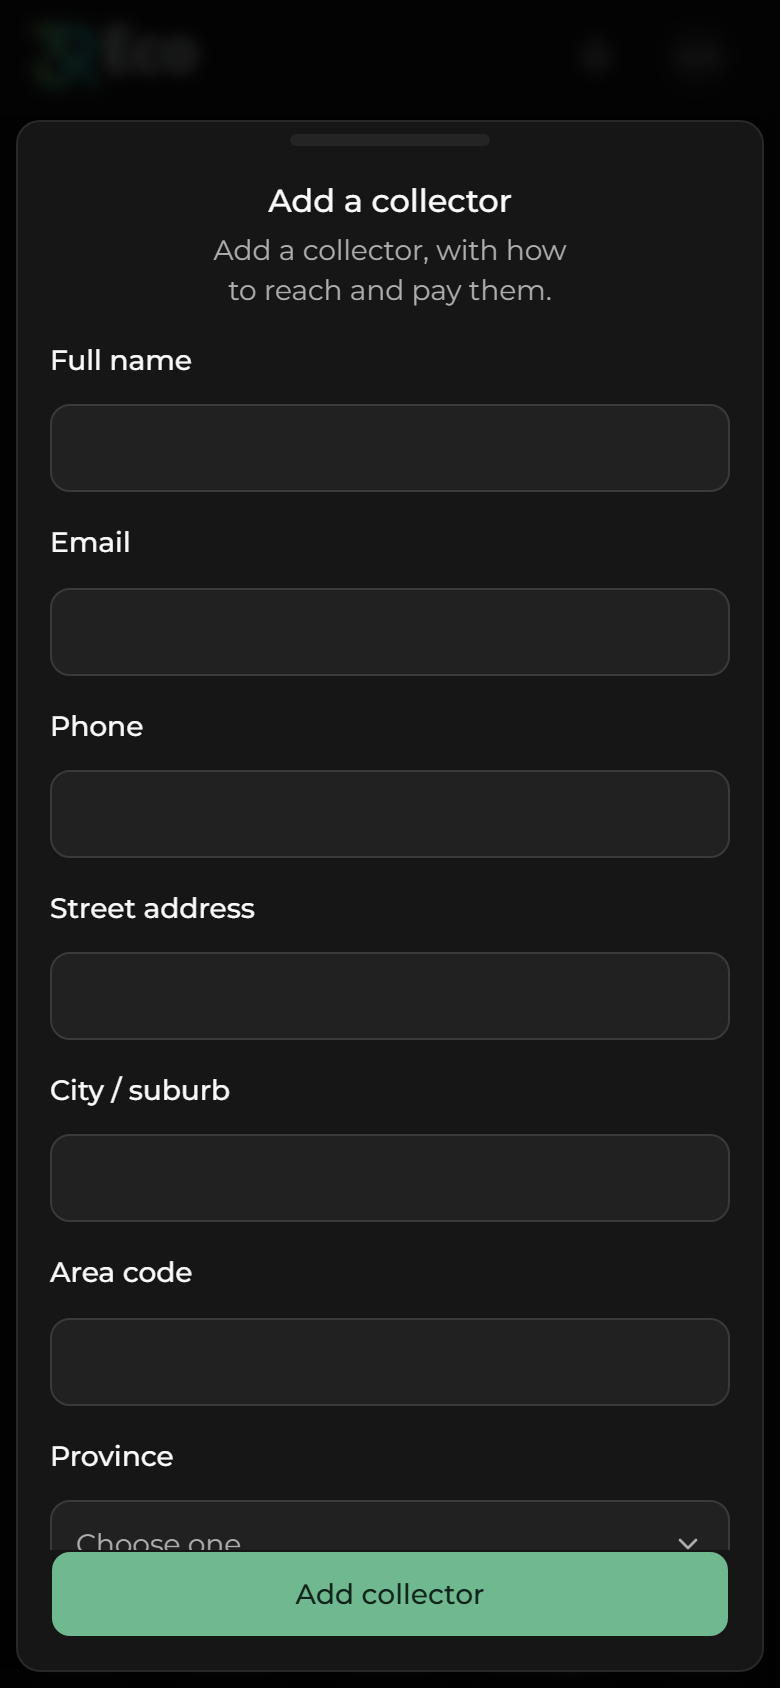 Eco
Add a collector
Add a collector, with how
to reach and pay them.
Full name
Email
Phone
Street address
City / suburb
Area code
Province
Choose one
Add collector